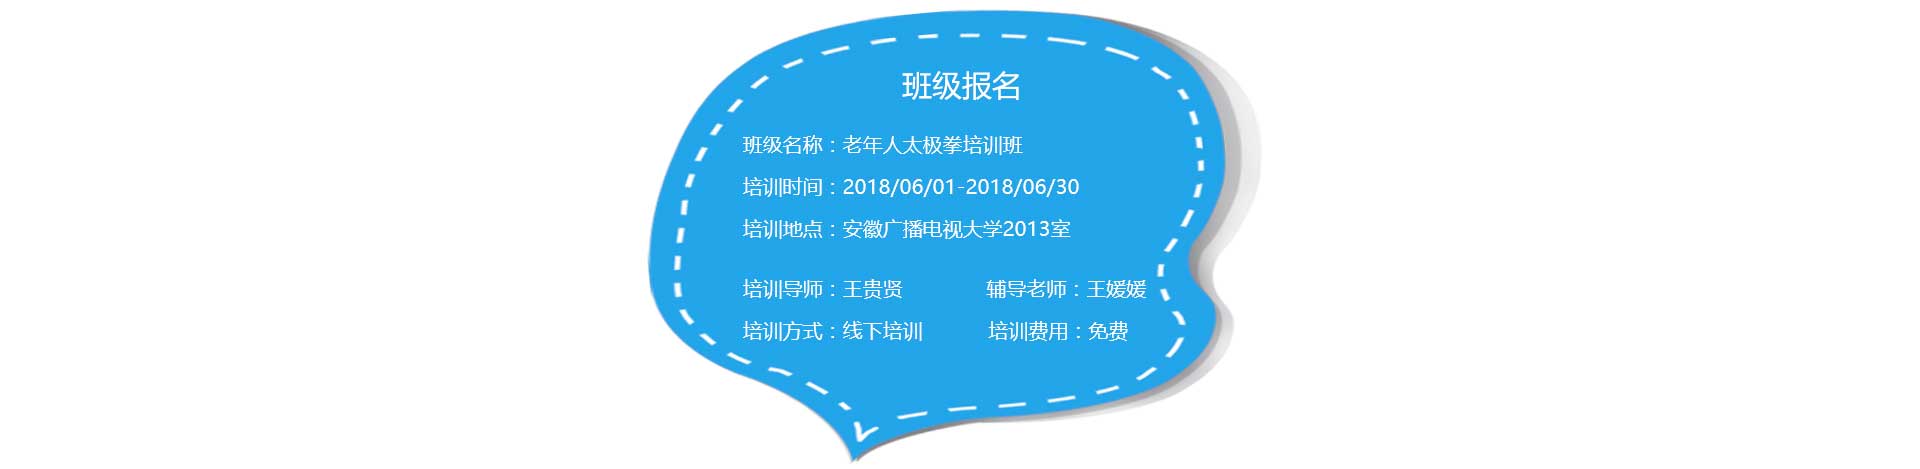 班级报名
班级名称：老年人太极拳培训班
培训时间：2018/06/01-2018/06/30
培训地点：安徽广播电视大学2013室
培训导师：王贵贤 辅导老师：王媛媛
培训方式：线下培训 培训费用：免费